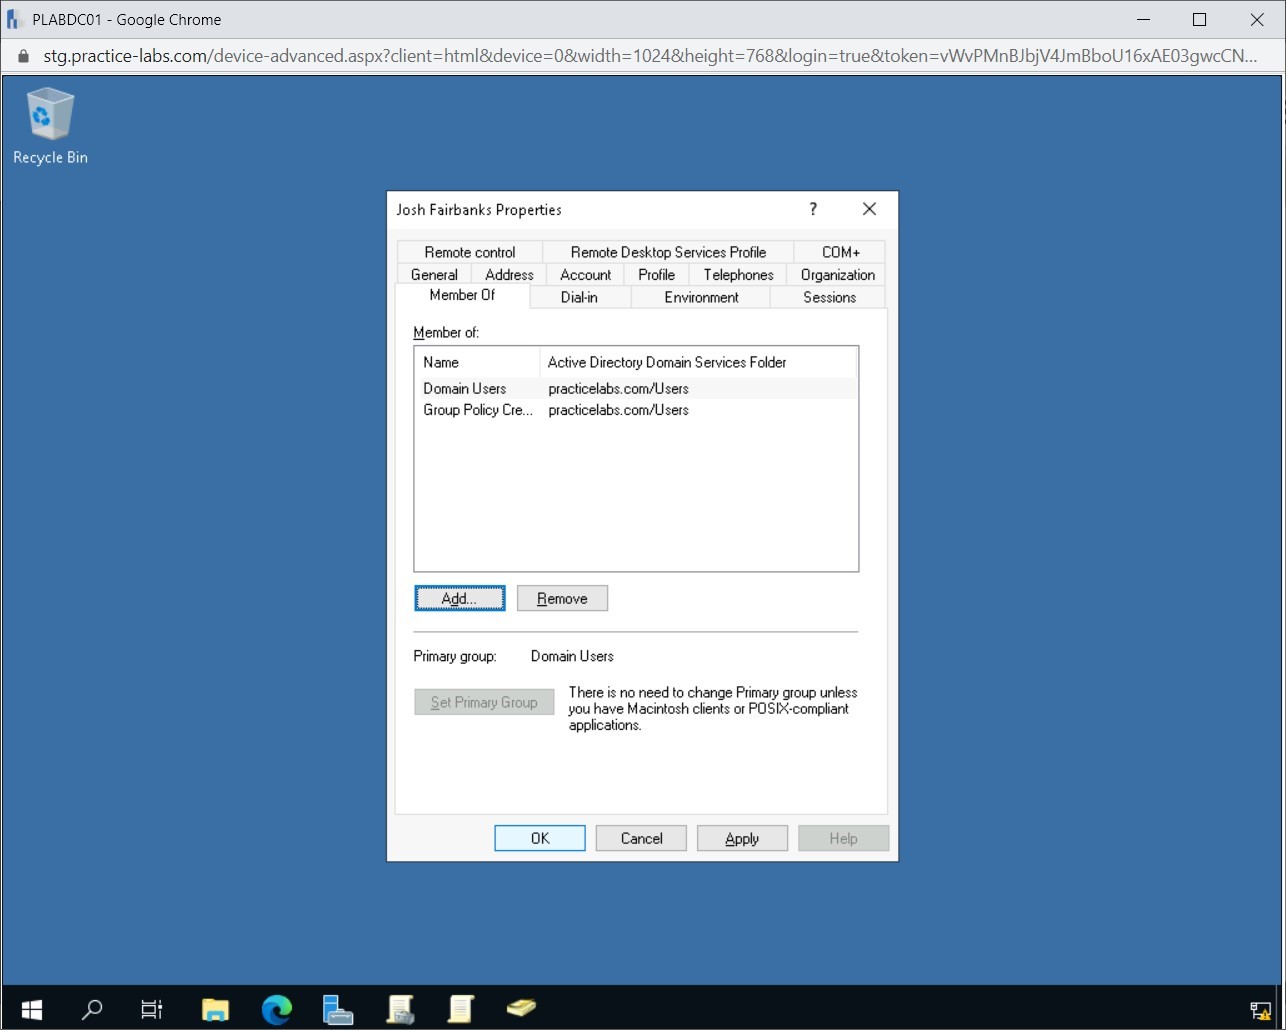 PLABDC01 - Google Chrome
stg.practice-labs.com/device-advanced.aspx?client=html&device=0&width=1024&height=768&login=true&token=vWvPMnBJbjV4JmBboU16xAE03gwcCN...
Recycle Bin
Josh Fairbanks Properties
?
Remote control Remote Desktop Services Profile COM+
General Address Account Profile Telephones Organization
Member Of Dial-in Environment Sessions
Member of:
Name Active Directory Domain Services Folder
Domain Users practicelabs.com/Users
Group Policy Cre... practicelabs.com/Users
Add... Remove
Primary group: Domain Users
Set Primary Group
There is no need to change Primary group unless
you have Macintosh clients or POSIX-compliant
applications.
OK Cancel Apply Help